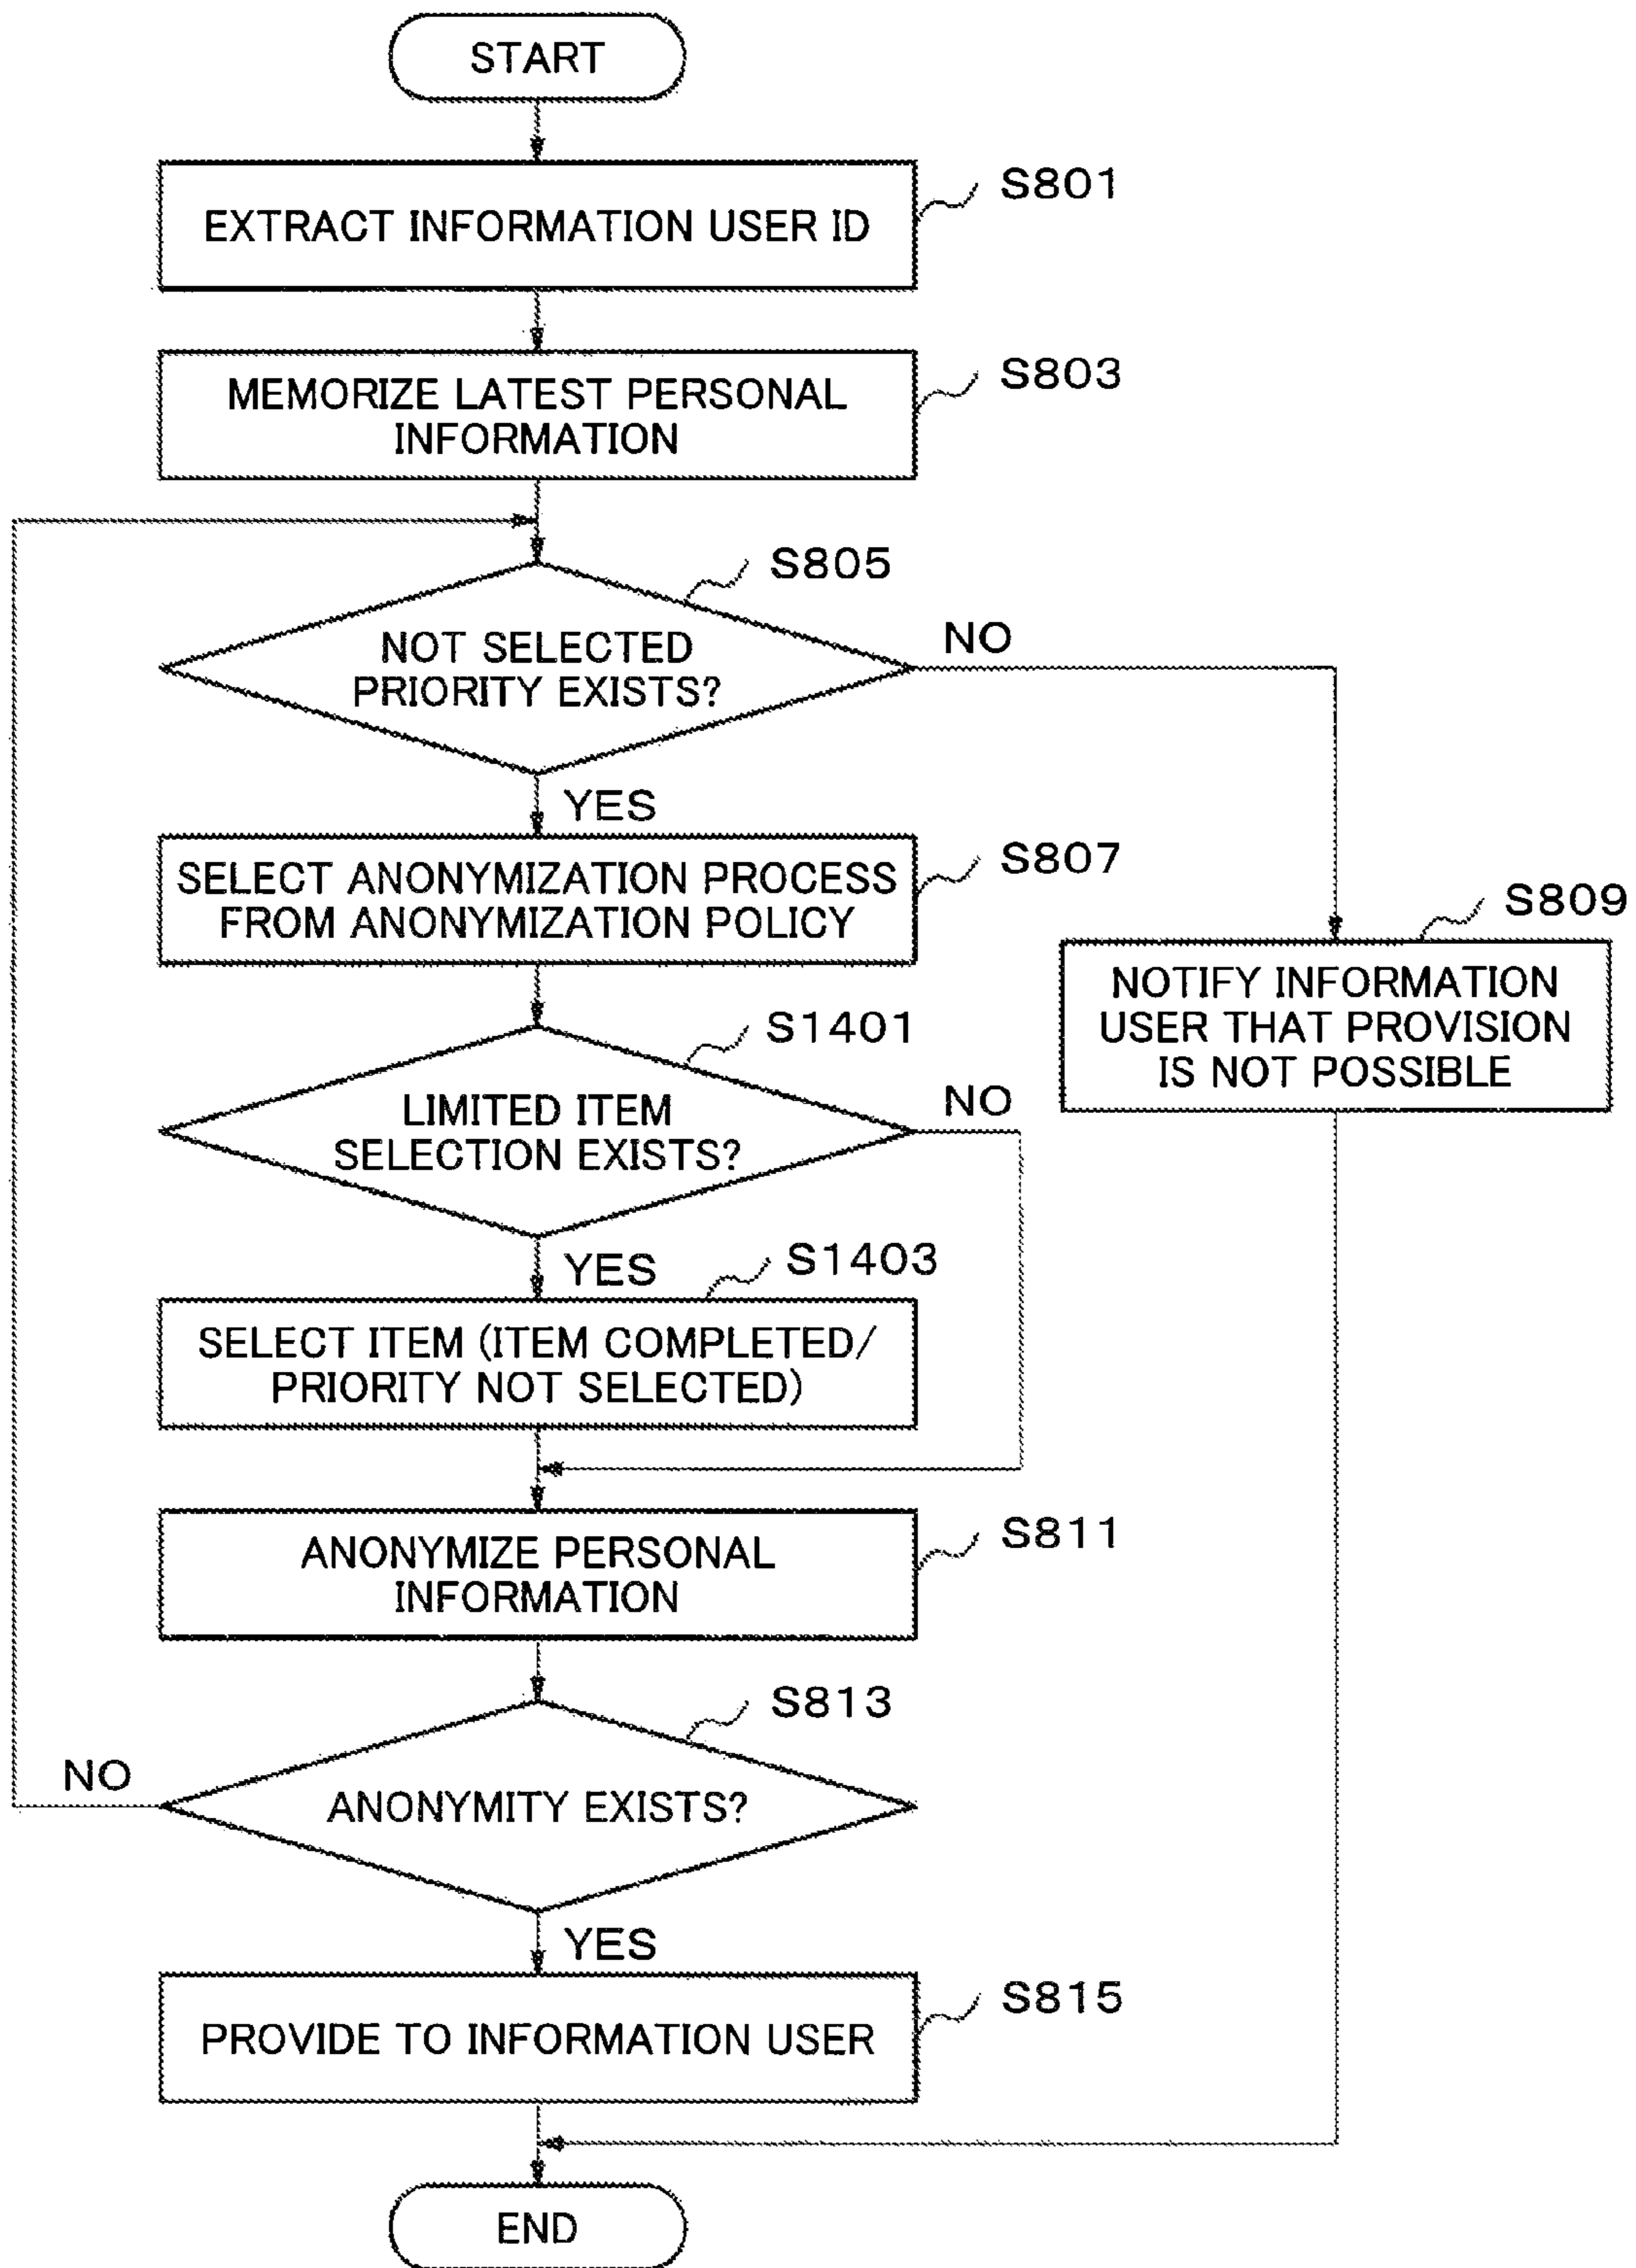 START
EXTRACT INFORMATION USER ID
S801
MEMORIZE LATEST PERSONAL
INFORMATION
S803
S805
NOT SELECTED
PRIORITY EXISTS?
NO
YES
SELECT ANONYMIZATION PROCESS
FROM ANONYMIZATION POLICY
S807
S809
NOTIFY INFORMATION
USER THAT PROVISION
IS NOT POSSIBLE
S1401
LIMITED ITEM
SELECTION EXISTS?
NO
YES
S1403
SELECT ITEM (ITEM COMPLETED/
PRIORITY NOT SELECTED)
ANONYMIZE PERSONAL
INFORMATION
S811
S813
NO
ANONYMITY EXISTS?
YES
PROVIDE TO INFORMATION USER
S815
END